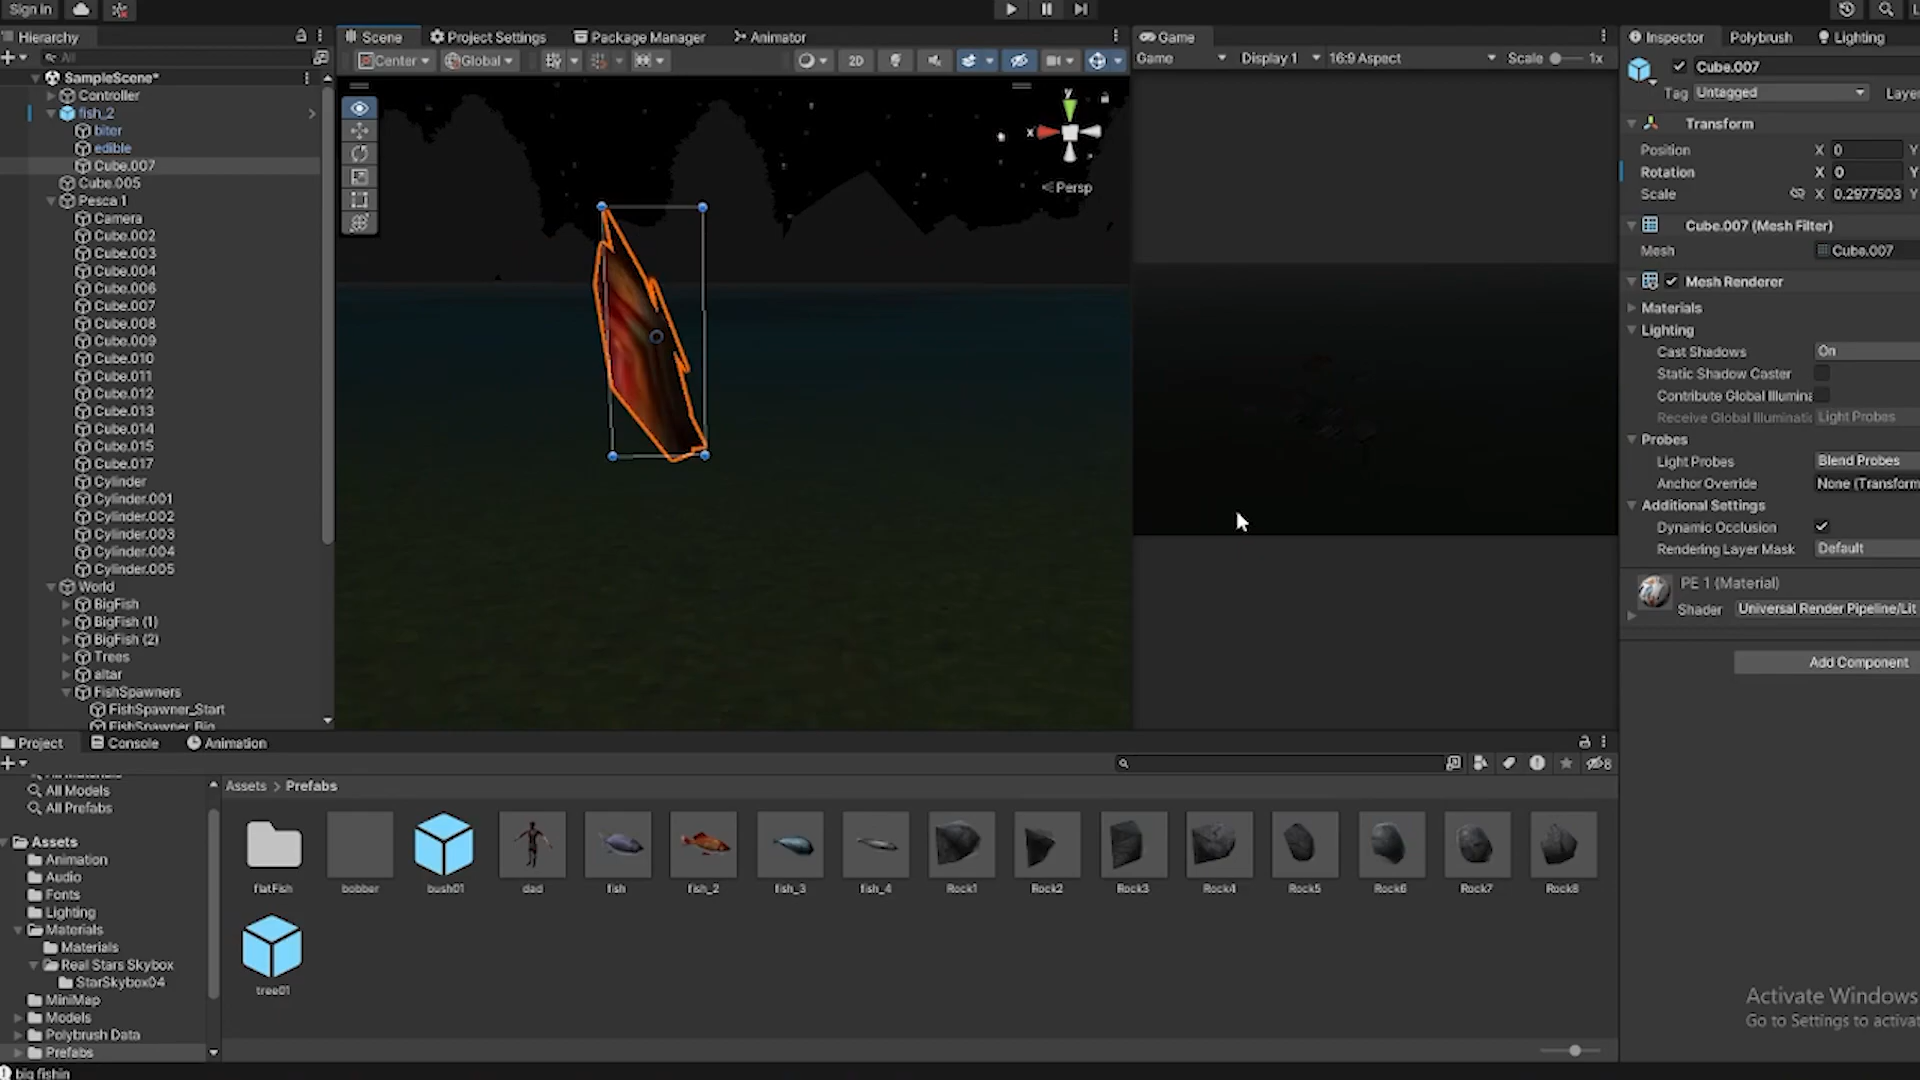 Sign in
Hierarchy
All
SampleScene*
Controller
fish_2
biter
edible
Cube.007
Cube.005
Pesca 1
Camera
Cube.002
Cube.003
Cube.004
Cube.006
Cube.007
Cube.008
Cube.009
Cube.010
Cube.011
Cube.012
Cube.013
Cube.014
Cube.015
Cube.017
Cylinder
Cylinder.001
Cylinder.002
Cylinder.003
Cylinder.004
Cylinder.005
World
BigFish
BigFish (1)
BigFish (2)
Trees
altar
FishSpawners
FishSpawner_Start
FishSpawner_Big
Scene Project Settings Package Manager Animator
Center Global 2D
y
x
Persp
Game
Game Display 1 16:9 Aspect Scale 1x
Inspector Polybrush Lighting
Cube.007
Tag Untagged Laye
Transform
Position X 0 Y
Rotation X 0 Y
Scale X 0.2977503 Y
Cube.007 (Mesh Filter)
Mesh Cube.007
Mesh Renderer
Materials
Lighting
Cast Shadows On
Static Shadow Caster
Contribute Global Illumina
Receive Global Illuminati Light Probes
Probes
Light Probes Blend Probes
Anchor Override None (Transform
Additional Settings
Dynamic Occlusion
Rendering Layer Mask Default
PE 1 (Material)
Shader Universal Render Pipeline/Lit
Add Component
Project Console Animation
8
All Models
All Prefabs
Assets
Animation
Audio
Fonts
Lighting
Materials
Materials
Real Stars Skybox
StarSkybox04
MiniMap
Models
Polybrush Data
Prefabs
Assets > Prefabs
flatFish bobber bush01 dad fish fish_2 fish_3 fish_4 Rock1 Rock2 Rock3 Rock4 Rock5 Rock6 Rock7 Rock8
tree01
Activate Windows
Go to Settings to activat
big fishin